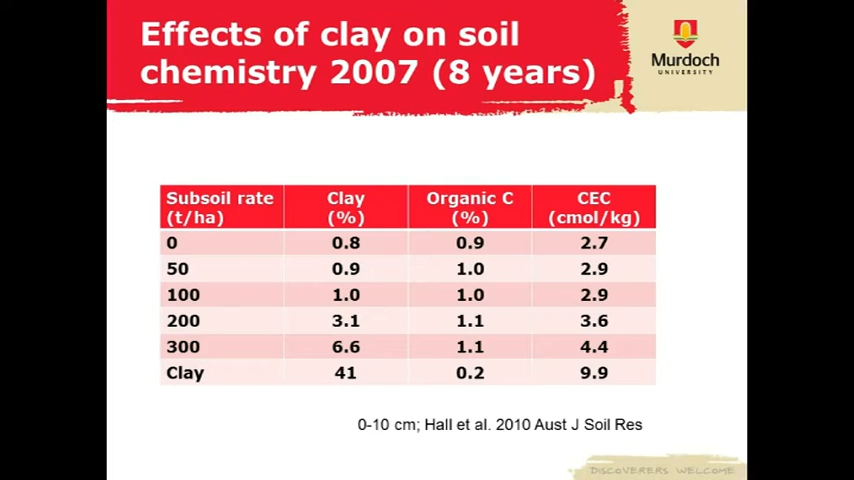 Effects of clay on soil
chemistry 2007 (8 years)
Murdoch
UNIVERSITY
Subsoil rate (t/ha) Clay (%) Organic C (%) CEC (cmol/kg)
0 0.8 0.9 2.7
50 0.9 1.0 2.9
100 1.0 1.0 2.9
200 3.1 1.1 3.6
300 6.6 1.1 4.4
Clay 41 0.2 9.9
0-10 cm; Hall et al. 2010 Aust J Soil Res
DISCOVERERS WELCOME